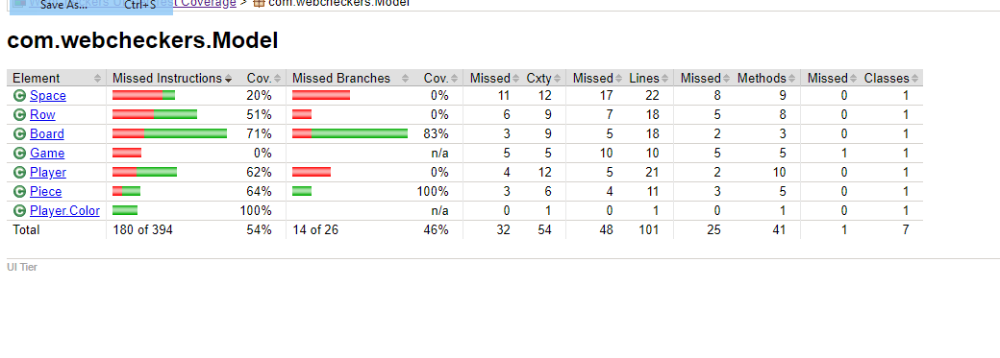 Save As... Ctrl+S est Coverage > com.webcheckers.Model
com.webcheckers.Model
Element Missed Instructions Cov. Missed Branches Cov. Missed Cxty Missed Lines Missed Methods Missed Classes
C Space 20% 0% 11 12 17 22 8 9 0 1
C Row 51% 0% 6 9 7 18 5 8 0 1
C Board 71% 83% 3 9 5 18 2 3 0 1
C Game 0% n/a 5 5 10 10 5 5 1 1
C Player 62% 0% 4 12 5 21 2 10 0 1
C Piece 64% 100% 3 6 4 11 3 5 0 1
C Player.Color 100% n/a 0 1 0 1 0 1 0 1
Total 180 of 394 54% 14 of 26 46% 32 54 48 101 25 41 1 7
UI Tier